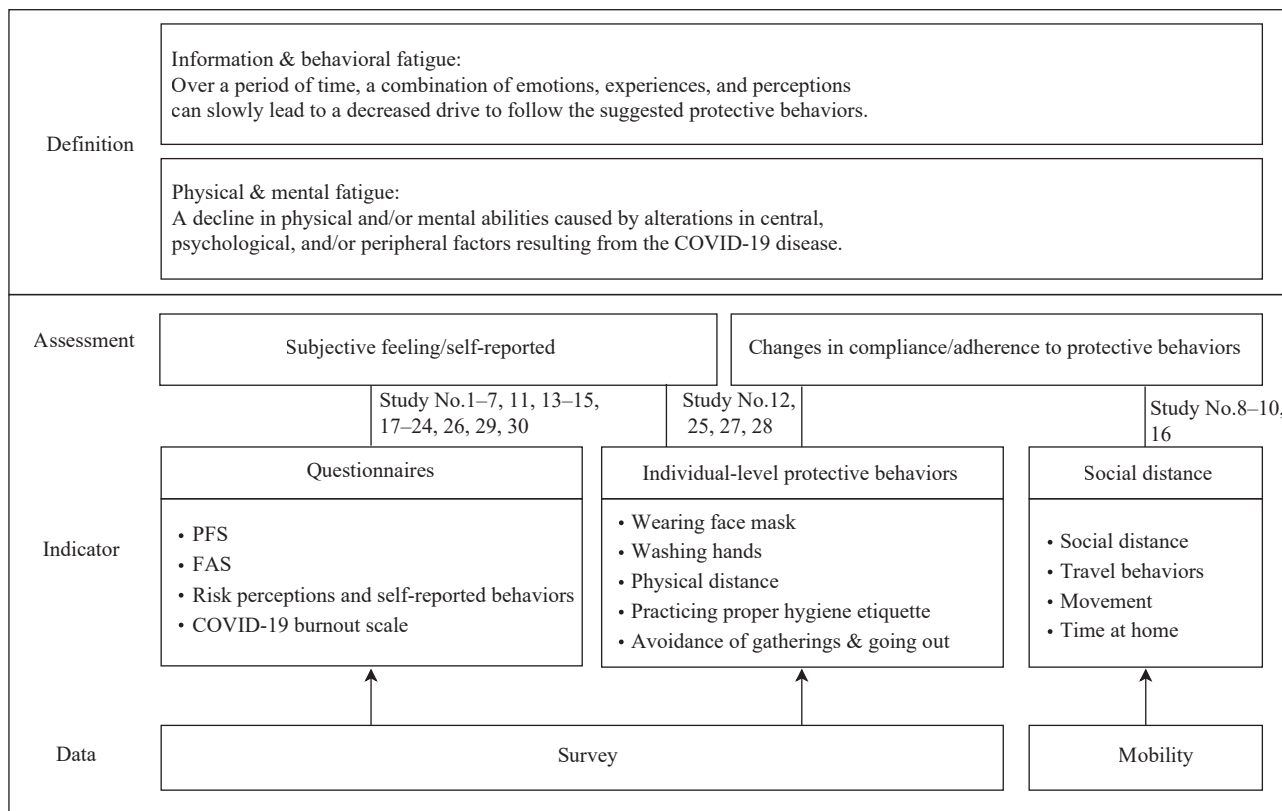 Definition
Information & behavioral fatigue:
Over a period of time, a combination of emotions, experiences, and perceptions
can slowly lead to a decreased drive to follow the suggested protective behaviors.
Physical & mental fatigue:
A decline in physical and/or mental abilities caused by alterations in central,
psychological, and/or peripheral factors resulting from the COVID-19 disease.
Assessment
Subjective feeling/self-reported
Changes in compliance/adherence to protective behaviors
Study No.1–7, 11, 13–15,
17–24, 26, 29, 30
Study No.12,
25, 27, 28
Study No.8–10,
16
Indicator
Questionnaires
• PFS
• FAS
• Risk perceptions and self-reported behaviors
• COVID-19 burnout scale
Individual-level protective behaviors
• Wearing face mask
• Washing hands
• Physical distance
• Practicing proper hygiene etiquette
• Avoidance of gatherings & going out
Social distance
• Social distance
• Travel behaviors
• Movement
• Time at home
Data
Survey
Mobility